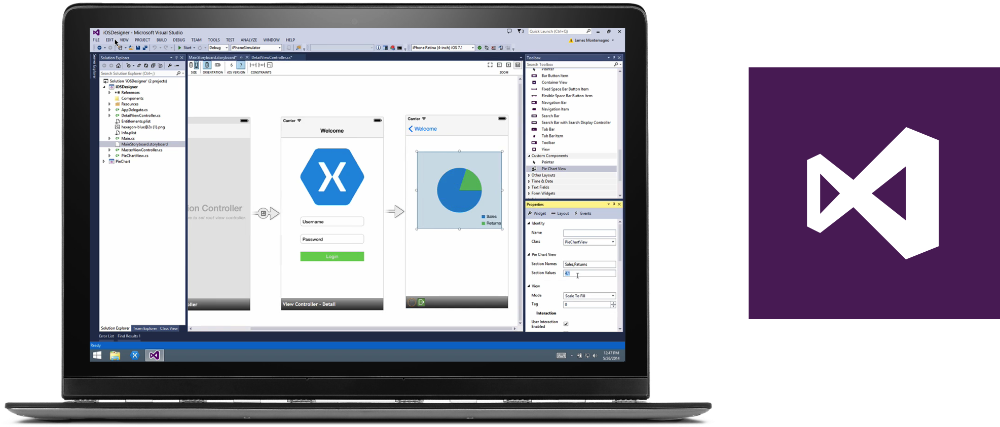 iOSDesigner - Microsoft Visual Studio
3
Quick Launch (Ctrl+Q)
FILE EDIT VIEW PROJECT BUILD DEBUG TEAM TOOLS TEST ANALYZE WINDOW HELP
James Montemagno
Start Debug iPhoneSimulator
iPhone Retina (4-inch) iOS 7.1
Server Explorer
Solution Explorer
Search Solution Explorer (Ctrl+;)
Solution 'iOSDesigner' (2 projects)
iOSDesigner
References
Components
Resources
AppDelegate.cs
DetailViewController.cs
Entitlements.plist
hexagon-blue@2x (1).png
Info.plist
Main.cs
MainStoryboard.storyboard
MasterViewController.cs
PieChartView.cs
PieChart
Solution Explorer Team Explorer Class View
MainStoryboard.storyboard* DetailViewController.cs*
6 7
SIZE ORIENTATION iOS VERSION CONSTRAINTS
ZOOM
ion Controller
re to set root view controller.
oller
Carrier
Welcome
X
Username
Password
Login
View Controller - Detail
Carrier
Welcome
Sales
Returns
Toolbox
Search Toolbox
Pointer
Bar Button Item
Container View
Fixed Space Bar Button Item
Flexible Space Bar Button Item
Navigation Bar
Navigation Item
Search Bar
Search Bar with Search Display Controller
Tab Bar
Tab Bar Item
Toolbar
View
Custom Components
Pointer
Pie Chart View
Other Layouts
Time & Date
Text Fields
Form Widgets
Properties
Widget Layout Events
Identity
Name
Class PieChartView
Pie Chart View
Section Names Sales,Returns
Section Values 4,1
View
Mode Scale To Fill
Tag 0
Interaction
User Interaction
Enabled
Error List Find Results 1
Ready
X
12:47 PM
5/26/2014